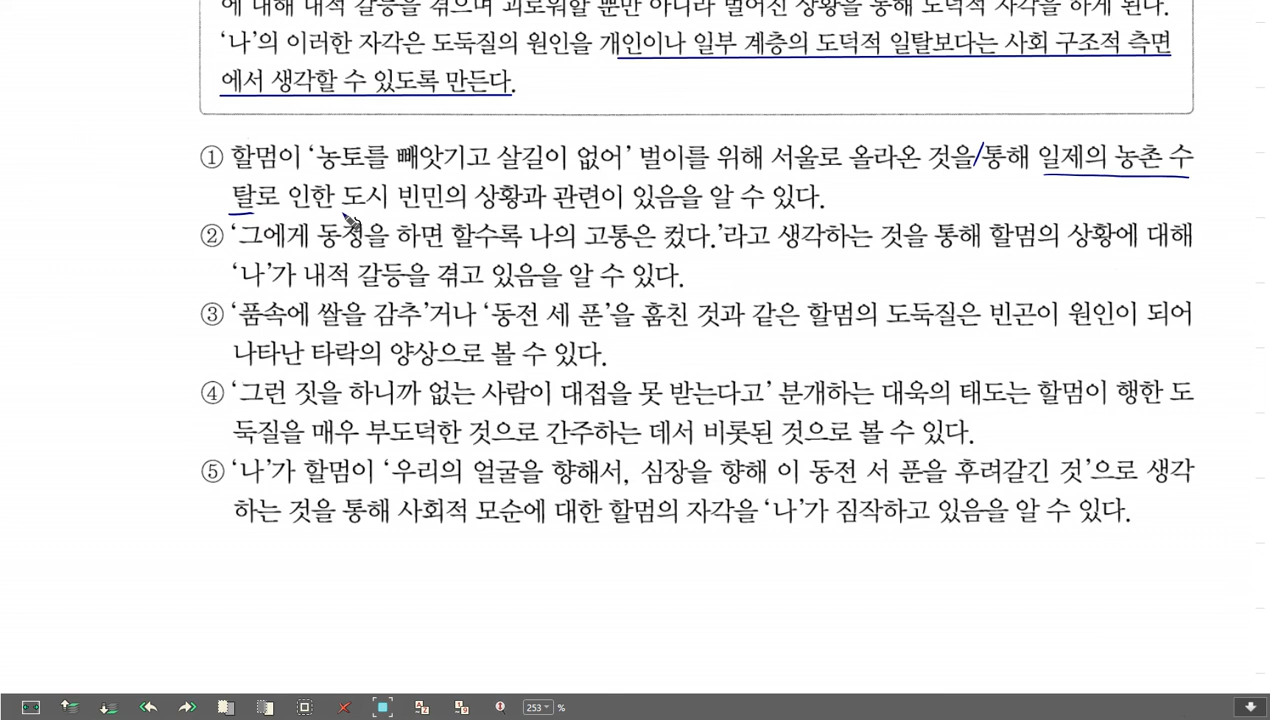 에 대해 내적 갈등을 겪으며 괴로워할 뿐만 아니라 벌어진 상황을 통해 도덕적 자각을 하게 된다.
‘나’의 이러한 자각은 도둑질의 원인을 개인이나 일부 계층의 도덕적 일탈보다는 사회 구조적 측면
에서 생각할 수 있도록 만든다.
① 할멈이 ‘농토를 빼앗기고 살길이 없어’ 벌이를 위해 서울로 올라온 것을/통해 일제의 농촌 수
탈로 인한 도시 빈민의 상황과 관련이 있음을 알 수 있다.
② ‘그에게 동정을 하면 할수록 나의 고통은 컸다.’라고 생각하는 것을 통해 할멈의 상황에 대해
‘나’가 내적 갈등을 겪고 있음을 알 수 있다.
③ ‘품속에 쌀을 감추’거나 ‘동전 세 푼’을 훔친 것과 같은 할멈의 도둑질은 빈곤이 원인이 되어
나타난 타락의 양상으로 볼 수 있다.
④ ‘그런 짓을 하니까 없는 사람이 대접을 못 받는다고’ 분개하는 대욱의 태도는 할멈이 행한 도
둑질을 매우 부도덕한 것으로 간주하는 데서 비롯된 것으로 볼 수 있다.
⑤ ‘나’가 할멈이 ‘우리의 얼굴을 향해서, 심장을 향해 이 동전 서 푼을 후려갈긴 것’으로 생각
하는 것을 통해 사회적 모순에 대한 할멈의 자각을 ‘나’가 짐작하고 있음을 알 수 있다.
253 %